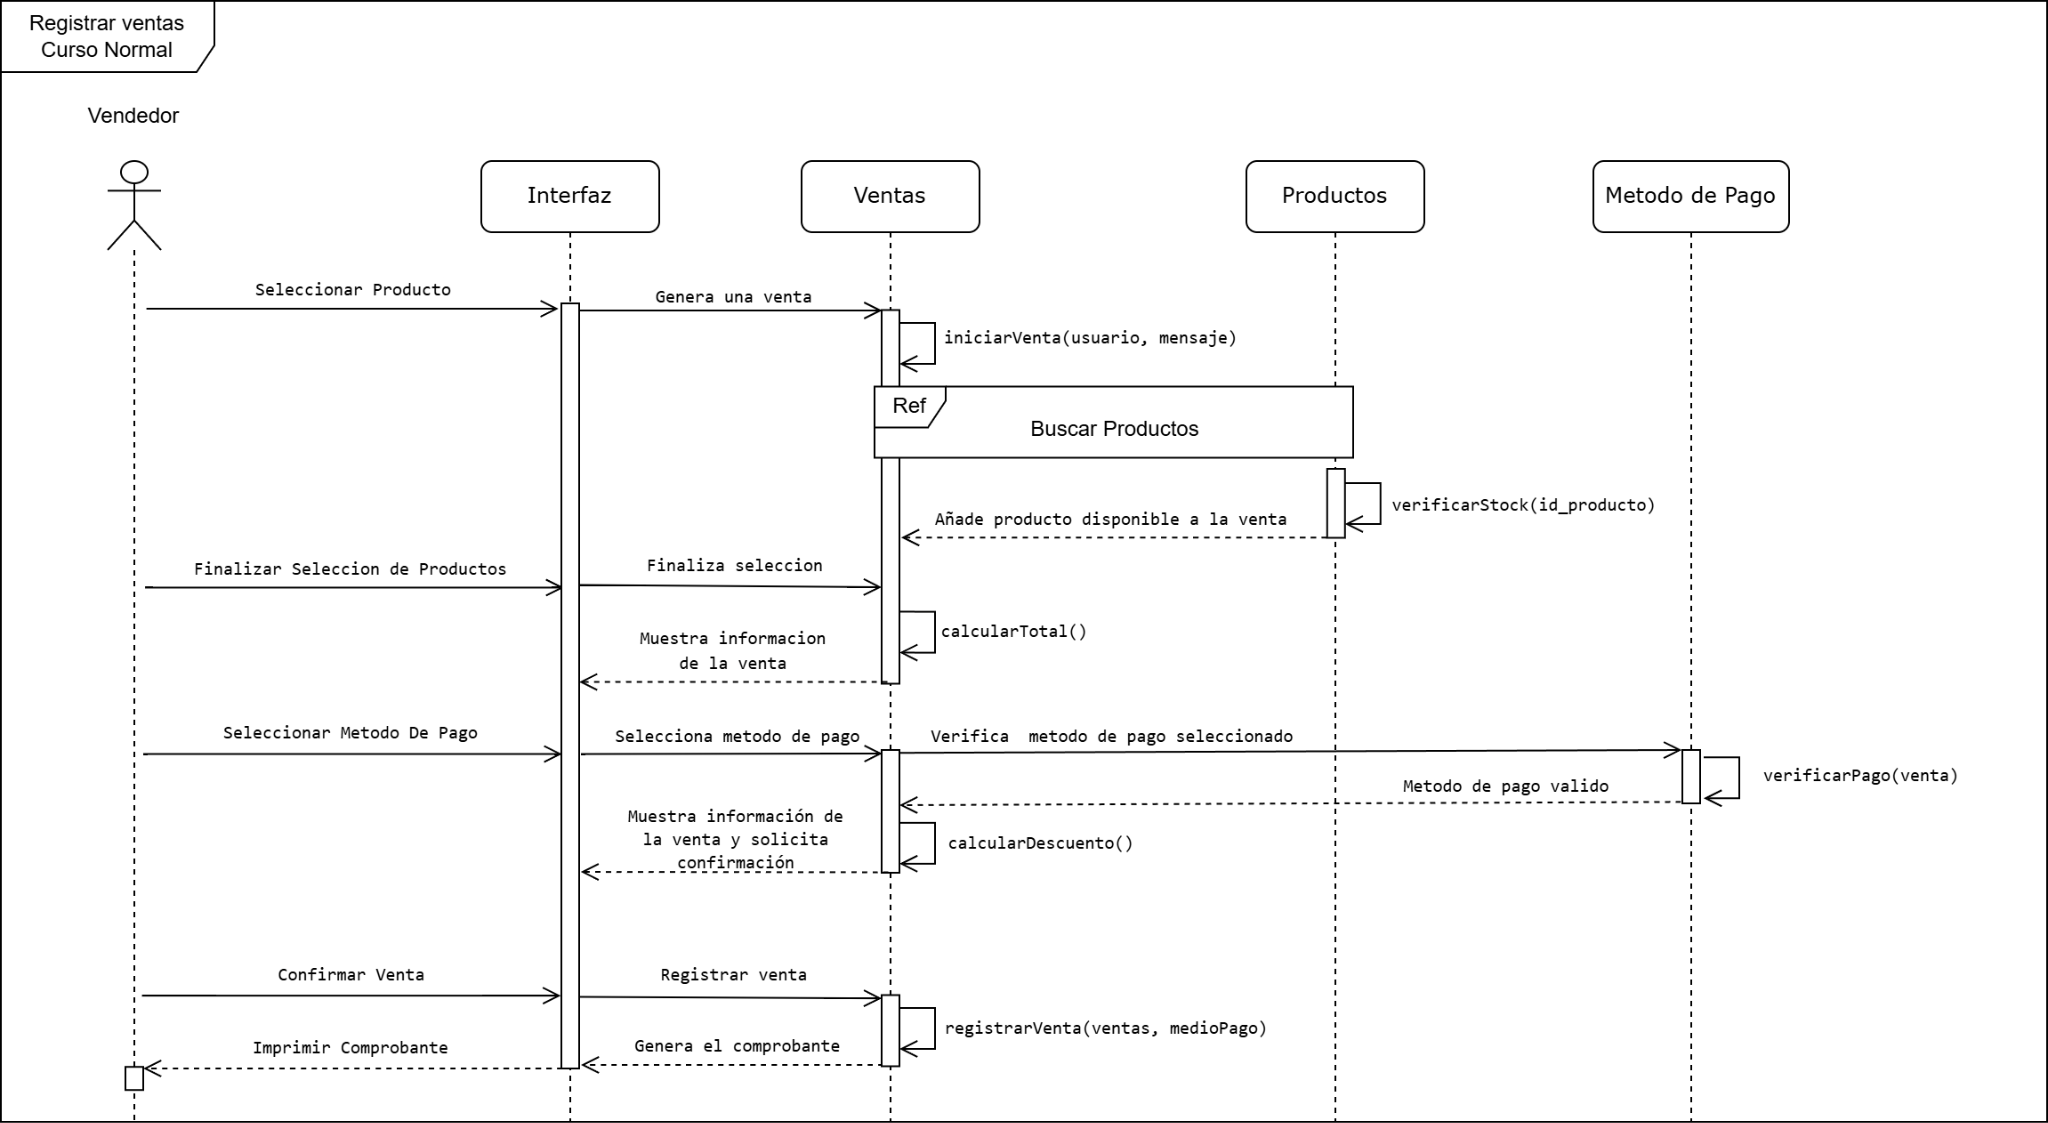 Registrar ventas
Curso Normal
Vendedor
Interfaz
Ventas
Productos
Metodo de Pago
Seleccionar Producto
Genera una venta
iniciarVenta(usuario, mensaje)
Ref
Buscar Productos
verificarStock(id_producto)
Añade producto disponible a la venta
Finalizar Seleccion de Productos
Finaliza seleccion
calcularTotal()
Muestra informacion
de la venta
Seleccionar Metodo De Pago
Selecciona metodo de pago
Verifica  metodo de pago seleccionado
verificarPago(venta)
Metodo de pago valido
Muestra información de
la venta y solicita
confirmación
calcularDescuento()
Confirmar Venta
Registrar venta
registrarVenta(ventas, medioPago)
Genera el comprobante
Imprimir Comprobante